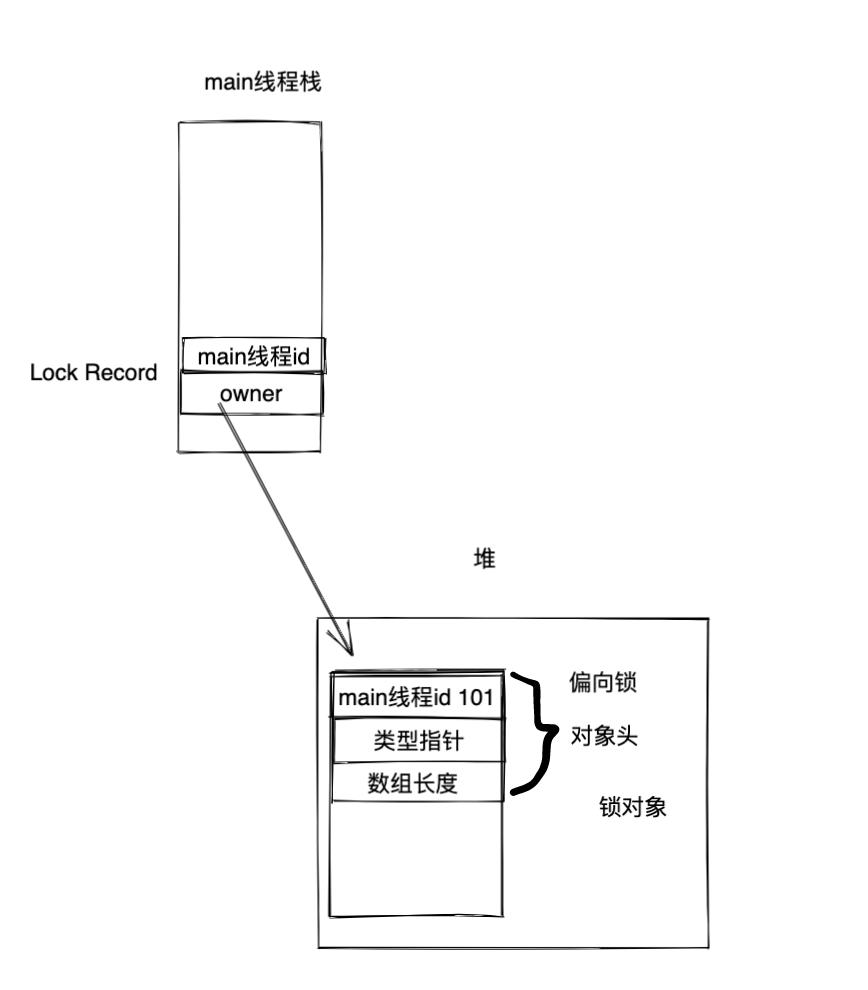 main线程栈
main线程id
Lock Record
owner
堆
main线程id 101
偏向锁
类型指针
对象头
数组长度
锁对象